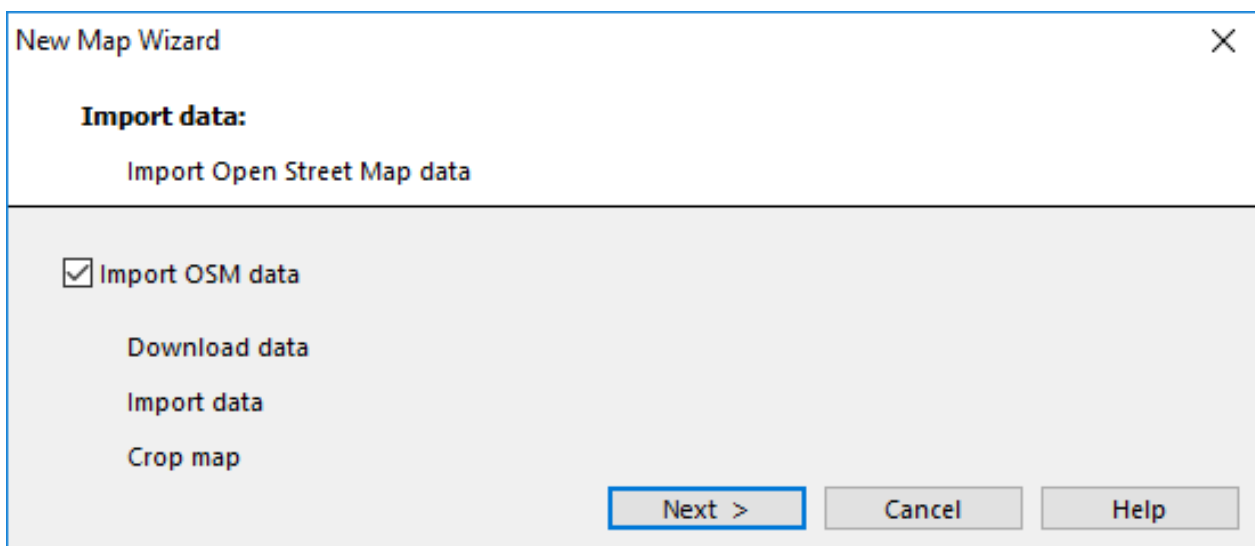 New Map Wizard
Import data:
Import Open Street Map data
Import OSM data
Download data
Import data
Crop map
Next > Cancel Help